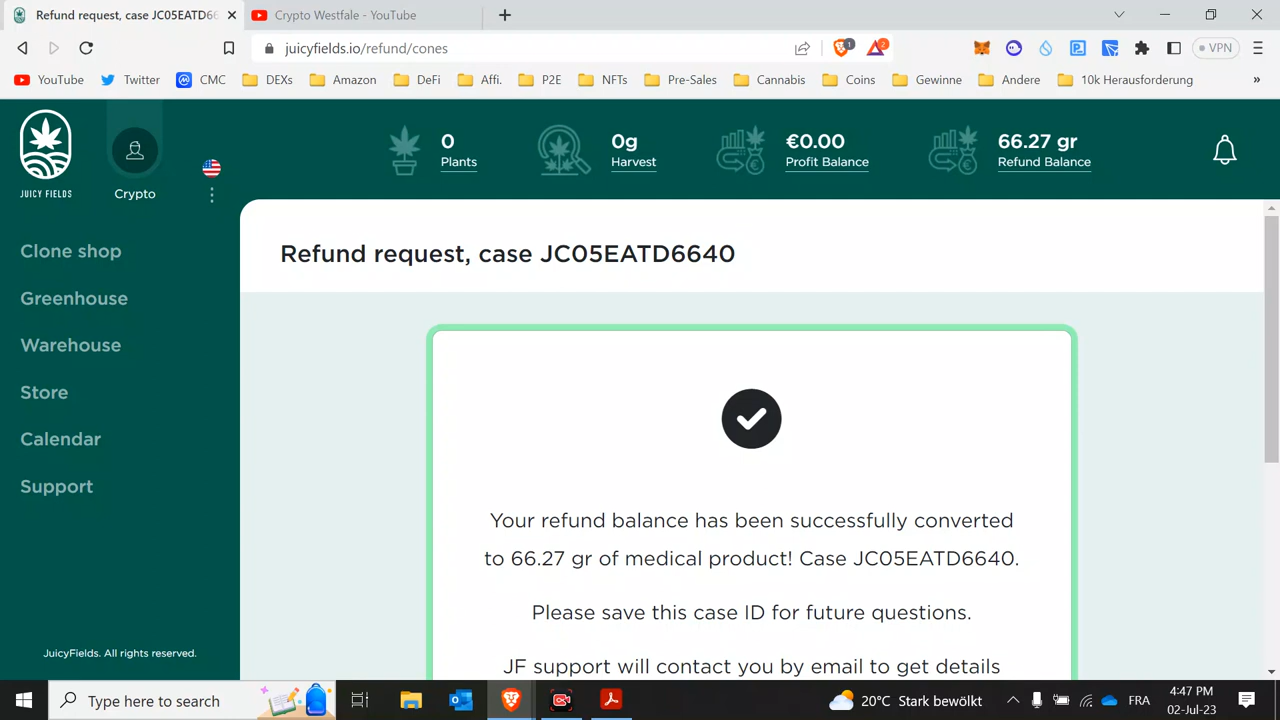 Refund request, case JC05EATD66
Crypto Westfale - YouTube
juicyfields.io/refund/cones
1
2
VPN
YouTube
Twitter
CMC
DEXs
Amazon
DeFi
Affi.
P2E
NFTs
Pre-Sales
Cannabis
Coins
Gewinne
Andere
10k Herausforderung
»
JUICY FIELDS
Crypto
0
Plants
0g
Harvest
€0.00
Profit Balance
66.27 gr
Refund Balance
Clone shop
Greenhouse
Warehouse
Store
Calendar
Support
JuicyFields. All rights reserved.
Refund request, case JC05EATD6640
Your refund balance has been successfully converted
to 66.27 gr of medical product! Case JC05EATD6640.
Please save this case ID for future questions.
JF support will contact you by email to get details
Type here to search
20°C Stark bewölkt
FRA
4:47 PM
02-Jul-23